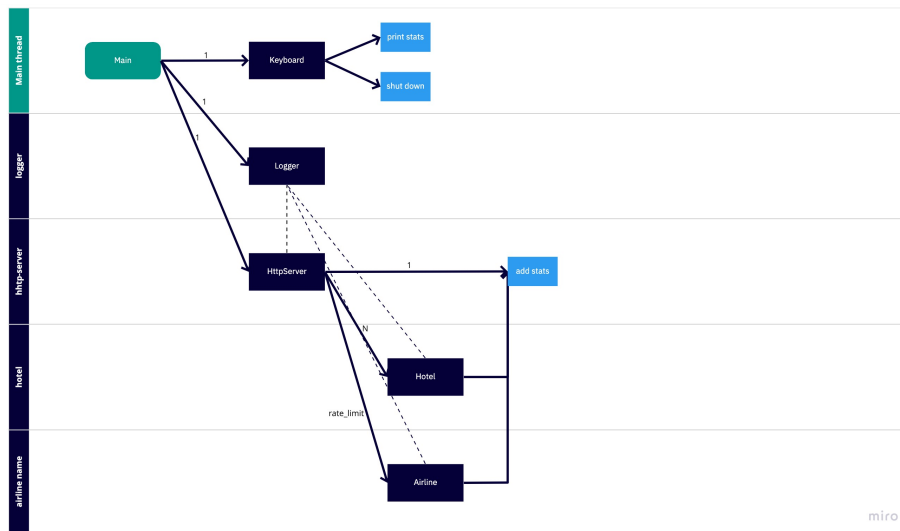 Main thread
Main
1
Keyboard
print stats
shut down
1
1
logger
Logger
hhtp-server
HttpServer
1
add stats
N
hotel
Hotel
rate_limit
airline name
Airline
miro